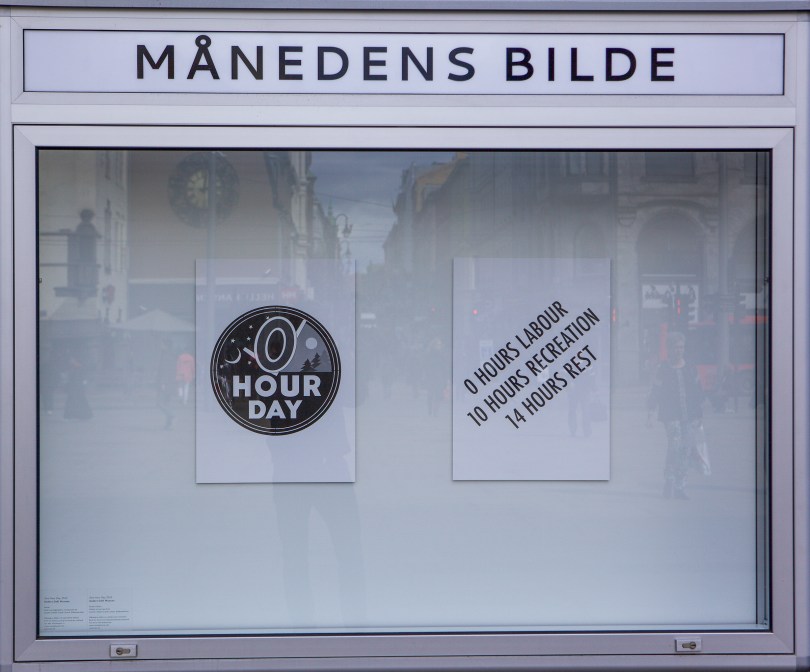 MÅNEDENS BILDE
0
HOUR
DAY
0 HOURS LABOUR
10 HOURS RECREATION
14 HOURS REST